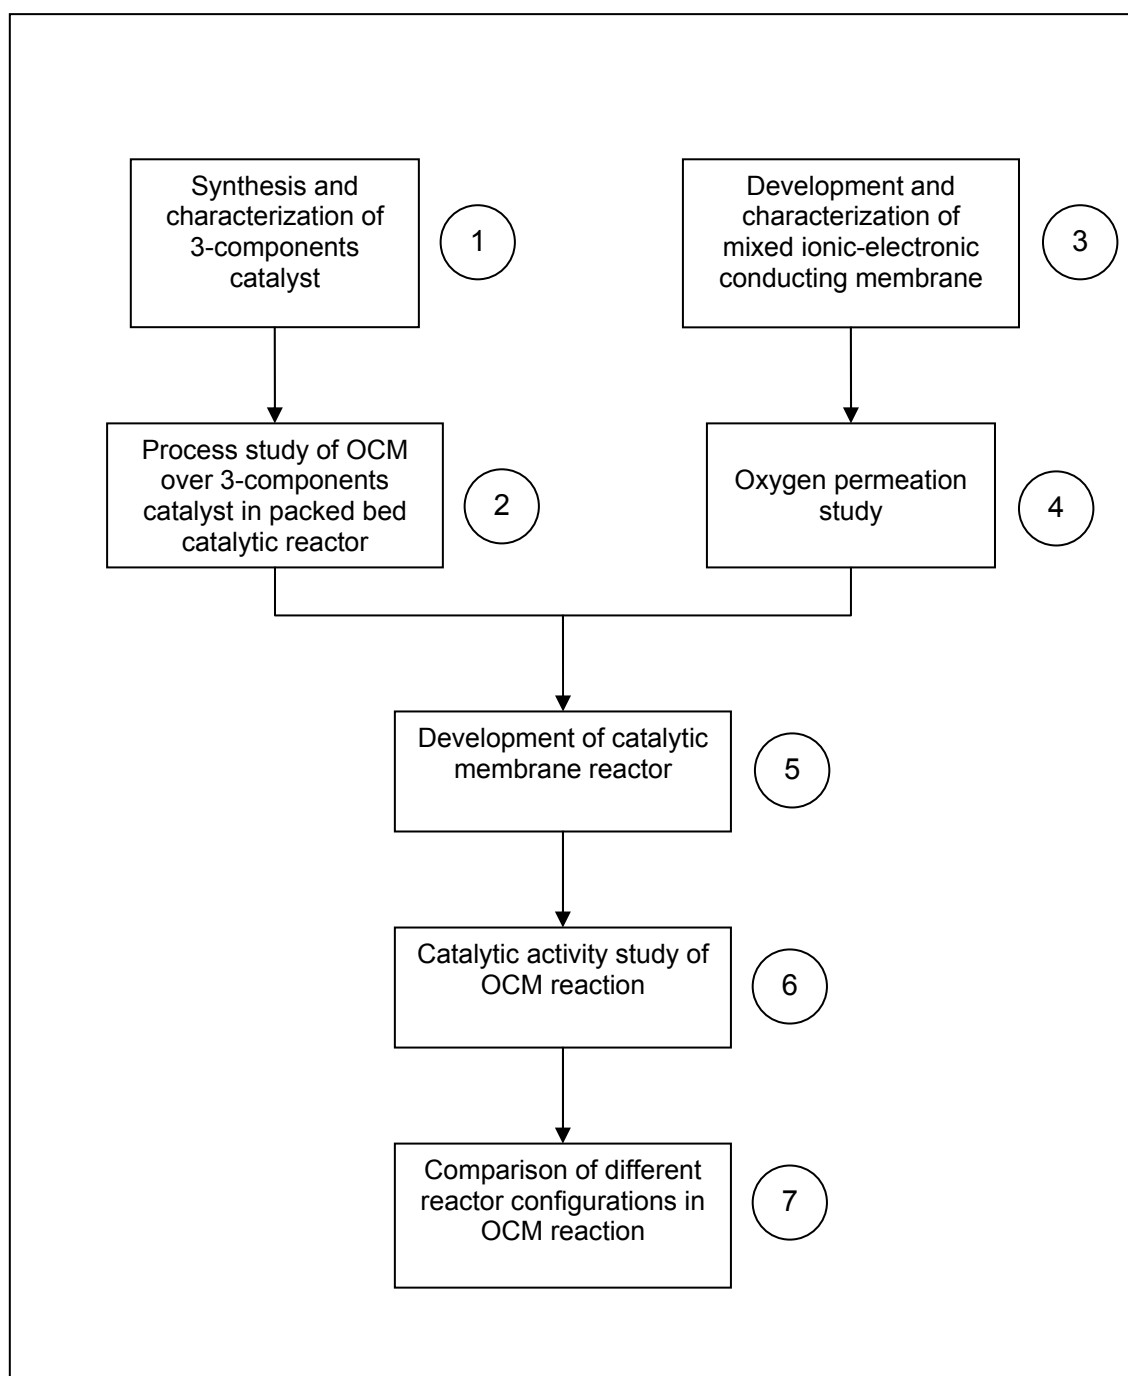 Synthesis and
characterization of
3-components
catalyst
1
Development and
characterization of
mixed ionic-electronic
conducting membrane
3
Process study of OCM
over 3-components
catalyst in packed bed
catalytic reactor
2
Oxygen permeation
study
4
Development of catalytic
membrane reactor
5
Catalytic activity study of
OCM reaction
6
Comparison of different
reactor configurations in
OCM reaction
7